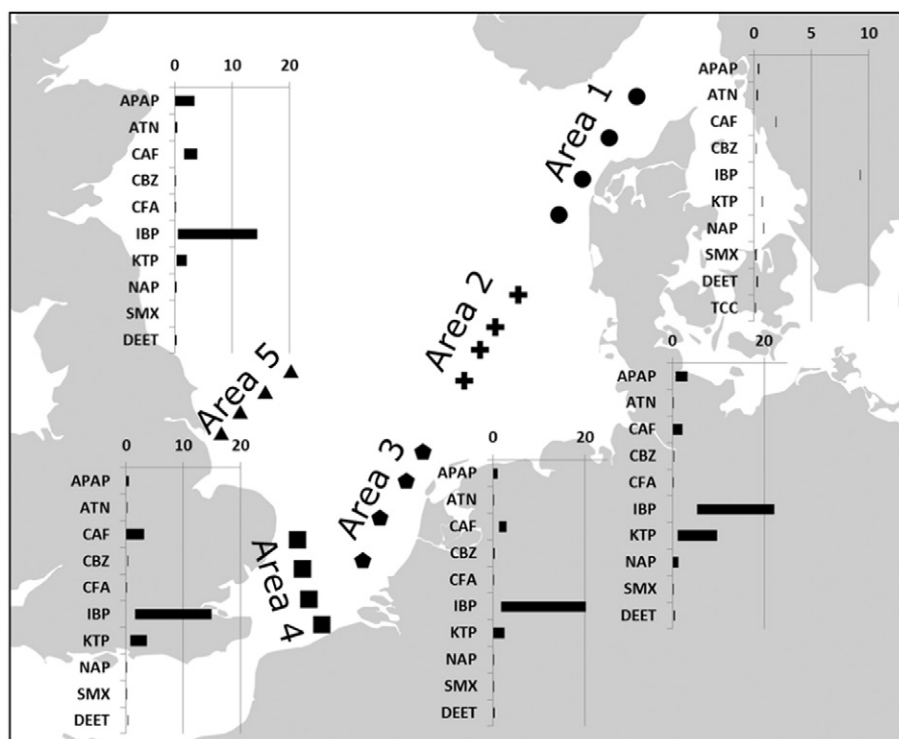 0 5 10
APAP
ATN
CAF
CBZ
IBP
KTP
NAP
SMX
DEET
TCC
0 10 20
APAP
ATN
CAF
CBZ
CFA
IBP
KTP
NAP
SMX
DEET
Area 1
Area 2
Area 5
Area 3
Area 4
0 20
APAP
ATN
CAF
CBZ
CFA
IBP
KTP
NAP
SMX
DEET
0 10 20
APAP
ATN
CAF
CBZ
CFA
IBP
KTP
NAP
SMX
DEET
0 20
APAP
ATN
CAF
CBZ
CFA
IBP
KTP
NAP
SMX
DEET